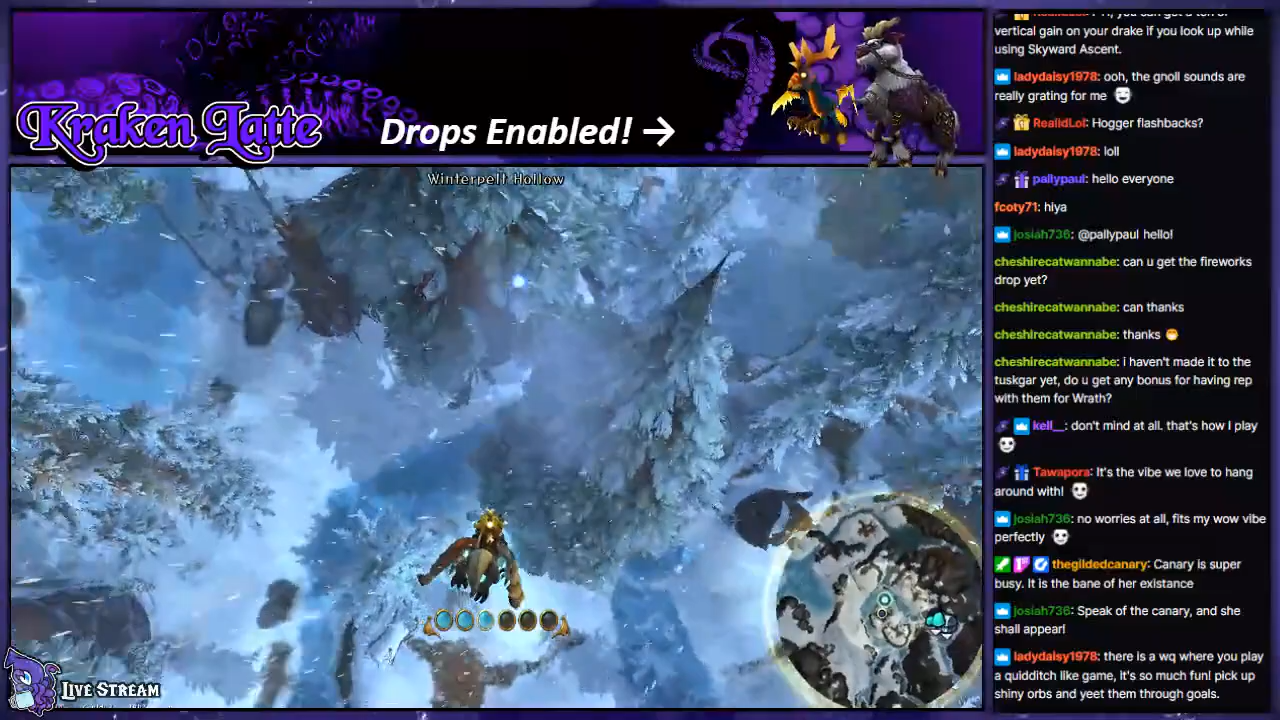 Kraken Latte
Drops Enabled! →
Winterpelt Hollow
Live Stream
vertical gain on your drake if you look up while
using Skyward Ascent.
ladydaisy1978: ooh, the gnoll sounds are
really grating for me
RealidLol: Hogger flashbacks?
ladydaisy1978: loll
pallypaul: hello everyone
fcoty71: hiya
josiah736: @pallypaul hello!
cheshirecatwannabe: can u get the fireworks
drop yet?
cheshirecatwannabe: can thanks
cheshirecatwannabe: thanks
cheshirecatwannabe: i haven't made it to the
tuskgar yet, do u get any bonus for having rep
with them for Wrath?
kell__: don't mind at all. that's how I play
Tawapora: It's the vibe we love to hang
around with!
josiah736: no worries at all, fits my wow vibe
perfectly
thegildedcanary: Canary is super
busy. It is the bane of her existance
josiah736: Speak of the canary, and she
shall appear!
ladydaisy1978: there is a wq where you play
a quidditch like game, it's so much fun! pick up
shiny orbs and yeet them through goals.